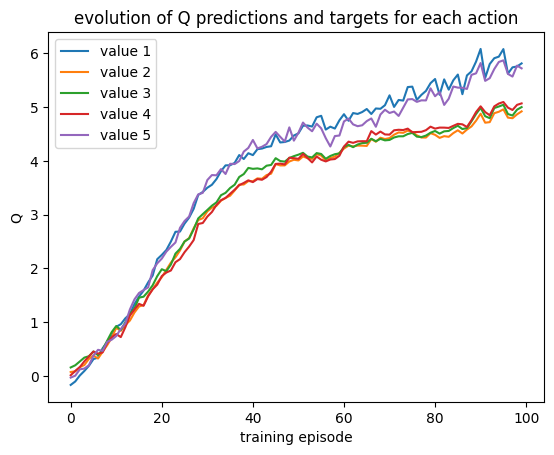 evolution of Q predictions and targets for each action
value 1
value 2
value 3
value 4
value 5
6
5
4
3
2
1
0
Q
0 20 40 60 80 100
training episode